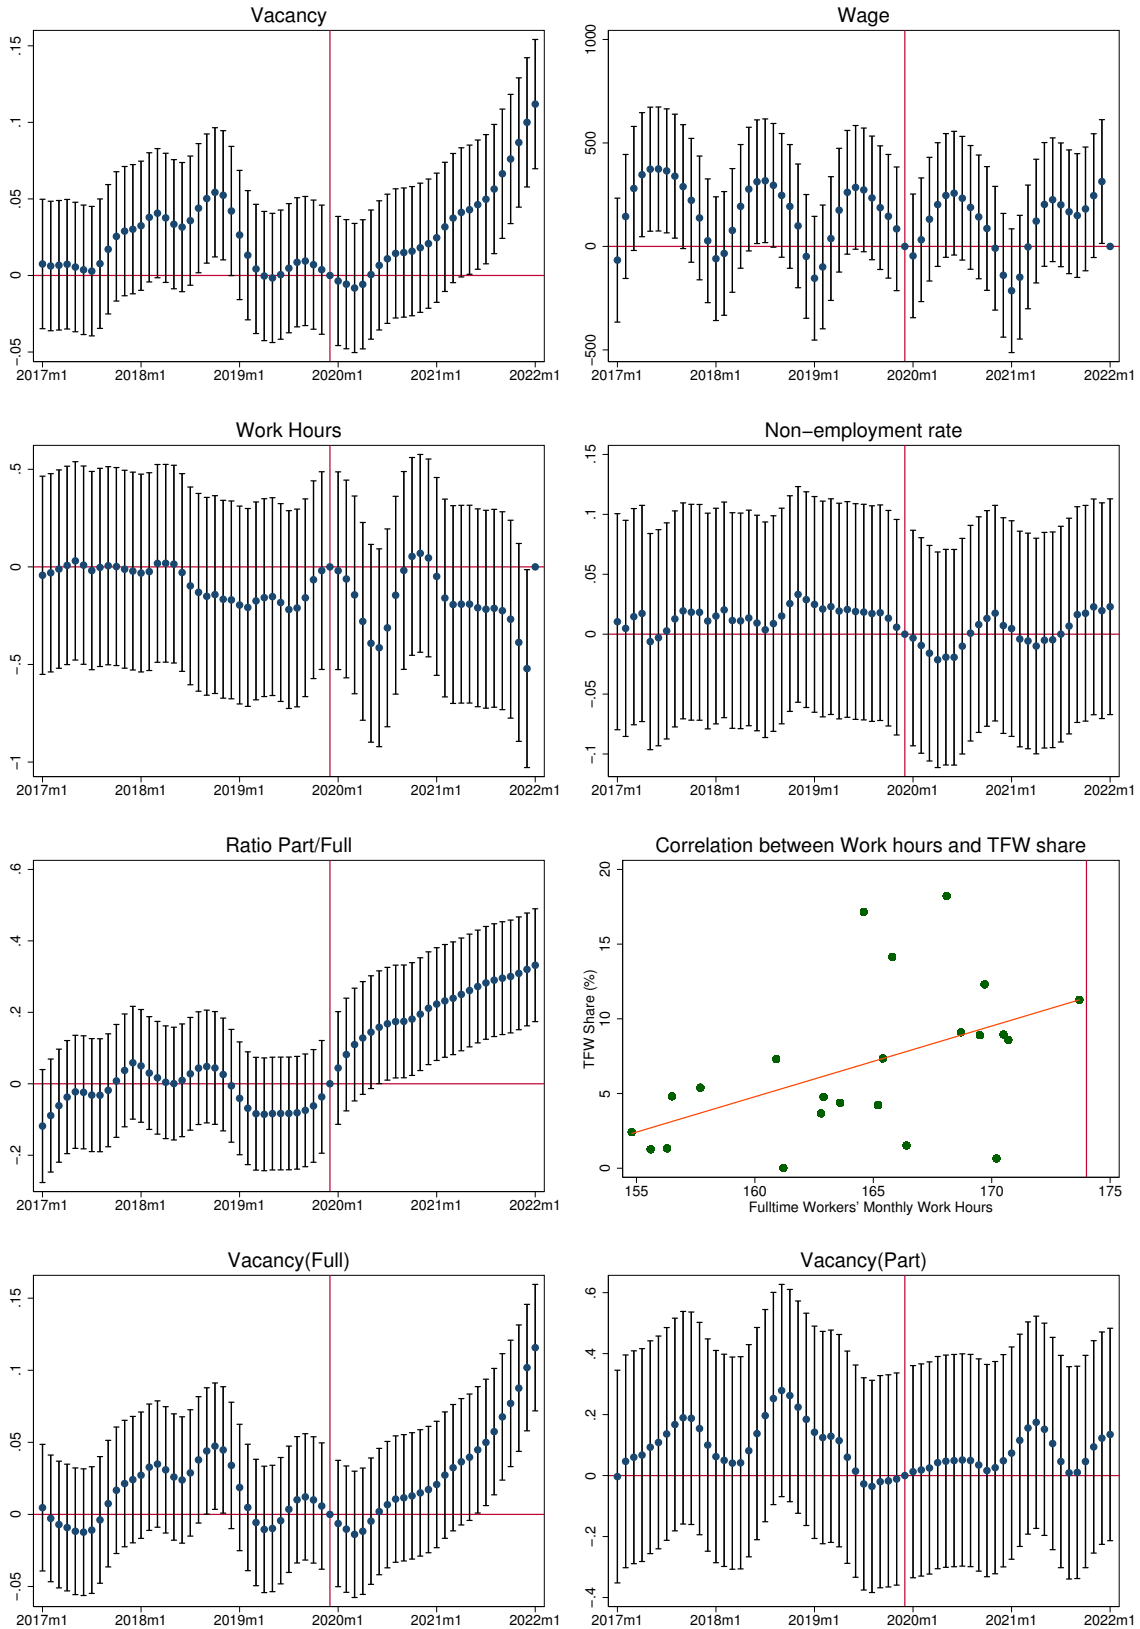 Vacancy
.15
.1
.05
0
-.05
2017m1 2018m1 2019m1 2020m1 2021m1 2022m1
Wage
1000
500
0
-500
2017m1 2018m1 2019m1 2020m1 2021m1 2022m1
Work Hours
.5
0
-.5
-1
2017m1 2018m1 2019m1 2020m1 2021m1 2022m1
Non−employment rate
.15
.1
.05
0
-.05
-.1
2017m1 2018m1 2019m1 2020m1 2021m1 2022m1
Ratio Part/Full
.6
.4
.2
0
-.2
2017m1 2018m1 2019m1 2020m1 2021m1 2022m1
Correlation between Work hours and TFW share
TFW Share (%)
20
15
10
5
0
155 160 165 170 175
Fulltime Workers' Monthly Work Hours
Vacancy(Full)
.15
.1
.05
0
-.05
2017m1 2018m1 2019m1 2020m1 2021m1 2022m1
Vacancy(Part)
.6
.4
.2
0
-.2
-.4
2017m1 2018m1 2019m1 2020m1 2021m1 2022m1